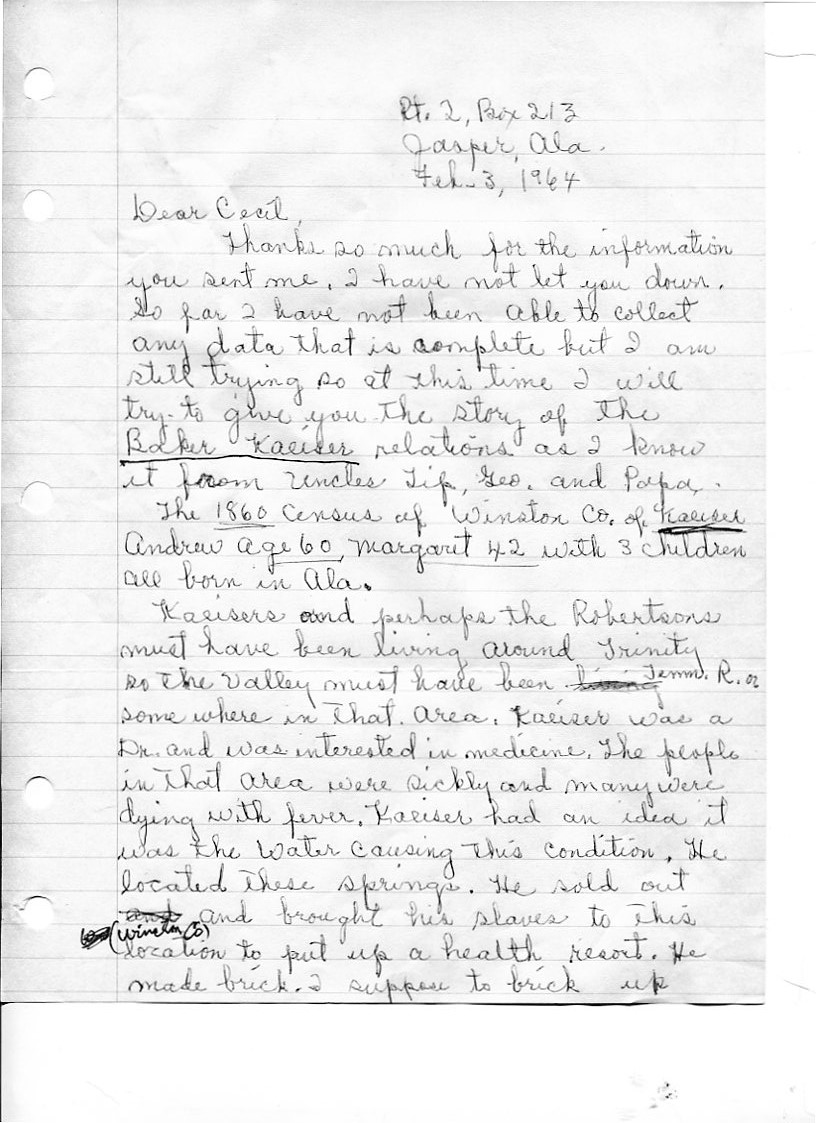 Rt. 2, Box 213
Jasper, Ala.
Feb. 3, 1964
Dear Cecil,
Thanks so much for the information
you sent me. I have not let you down.
So far I have not been able to collect
any data that is complete but I am
still trying so at this time I will
try to give you the story of the
Baker Kaeiser relations as I know
it from Uncles Tip, Geo. and Papa.
The 1860 Census of Winston Co. of Kaeiser
Andrew age 60, Margaret 42 with 3 children
all born in Ala.
Kaeisers and perhaps the Robertsons
must have been living around Trinity
so the Valley must have been Tenn. R. or
some where in that area. Kaeiser was a
Dr. and was interested in medicine. The people
in that area were sickly and many were
dying with fever. Kaeiser had an idea it
was the water causing this condition. He
located these springs. He sold out
and and brought his slaves to this
(Winston Co)
location to put up a health resort. He
made brick. I suppose to brick up